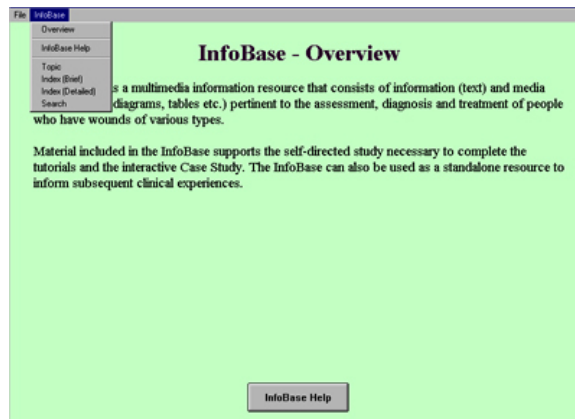 File InfoBase
Overview
InfoBase Help
Topic
Index (Brief)
Index (Detailed)
Search
InfoBase - Overview
s a multimedia information resource that consists of information (text) and media
diagrams, tables etc.) pertinent to the assessment, diagnosis and treatment of people
who have wounds of various types.
Material included in the InfoBase supports the self-directed study necessary to complete the
tutorials and the interactive Case Study. The InfoBase can also be used as a standalone resource to
inform subsequent clinical experiences.
InfoBase Help